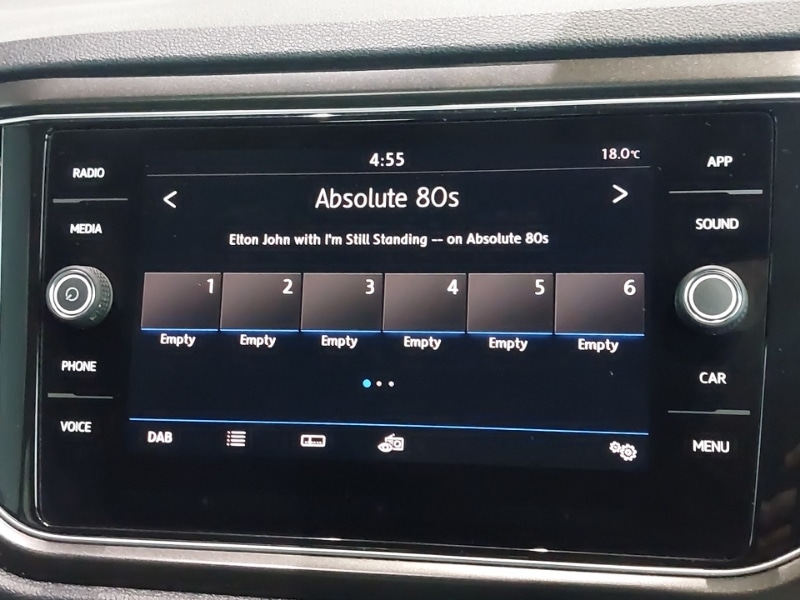 RADIO
MEDIA
PHONE
VOICE
4:55
18.0°C
< Absolute 80s >
Elton John with I'm Still Standing -- on Absolute 80s
1 2 3 4 5 6
Empty Empty Empty Empty Empty Empty
DAB
APP
SOUND
CAR
MENU